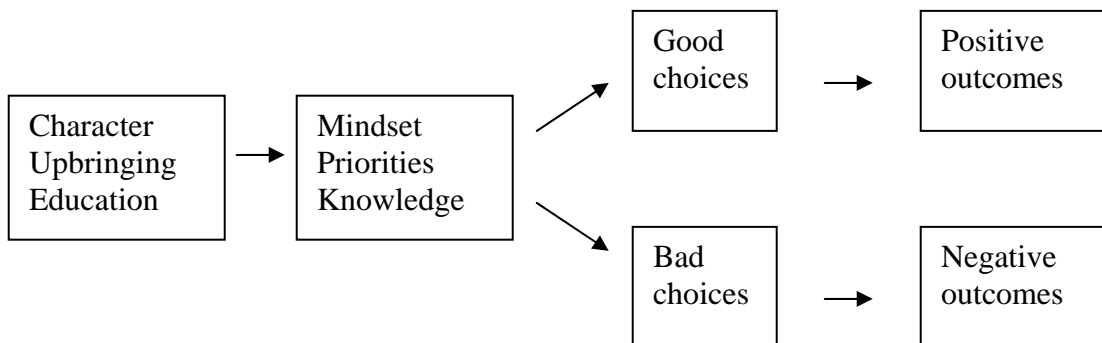 Character
Upbringing
Education
Mindset
Priorities
Knowledge
Good
choices
Positive
outcomes
Bad
choices
Negative
outcomes